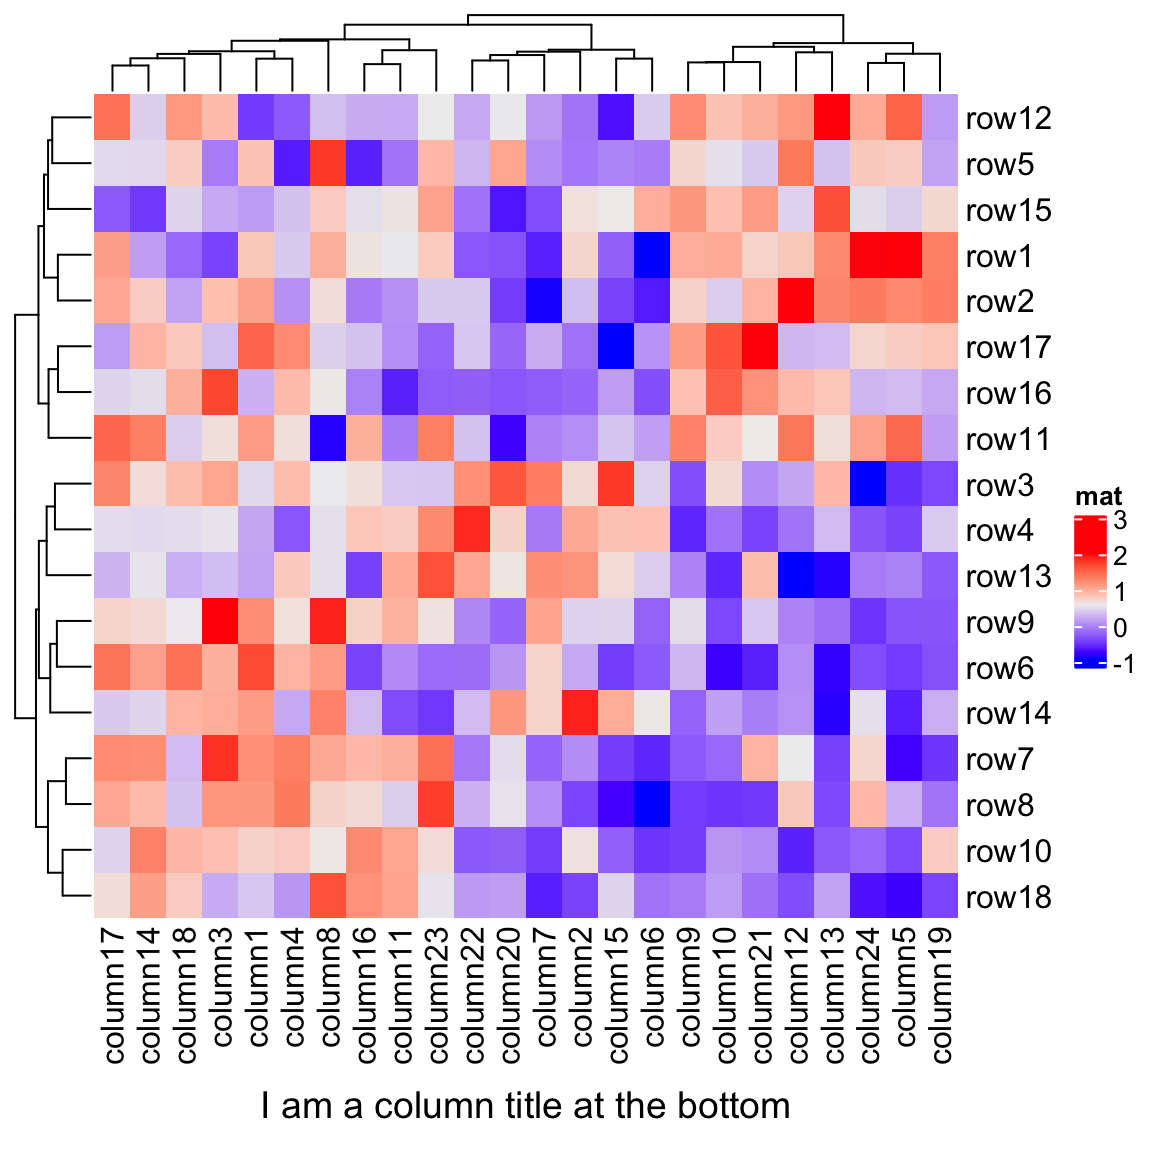 row12
row5
row15
row1
row2
row17
row16
row11
row3
row4
row13
row9
row6
row14
row7
row8
row10
row18
mat
3
2
1
0
-1
column17
column14
column18
column3
column1
column4
column8
column16
column11
column23
column22
column20
column7
column2
column15
column6
column9
column10
column21
column12
column13
column24
column5
column19
I am a column title at the bottom